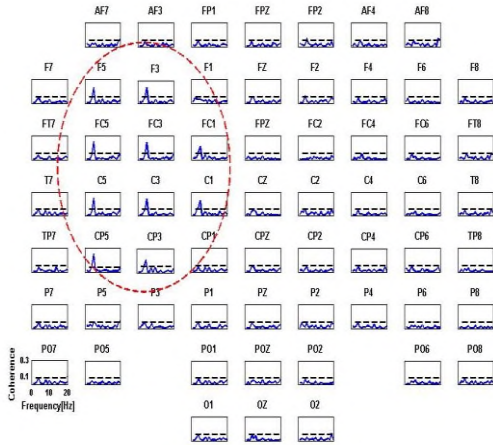 AF7 AF3 FP1 FPZ FP2 AF4 AF8
F7 F5 F3 F1 FZ F2 F4 F6 F8
FT7 FC5 FC3 FC1 FPZ FC2 FC4 FC6 FT8
T7 C5 C3 C1 CZ C2 C4 C6 T8
TP7 CP5 CP3 CP1 CPZ CP2 CP4 CP6 TP8
P7 P5 P3 P1 PZ P2 P4 P6 P8
PO7 PO5 PO1 POZ PO2 PO6 PO8
Coherence
0.3
0.1
0 10 20
Frequency[Hz]
O1 OZ O2